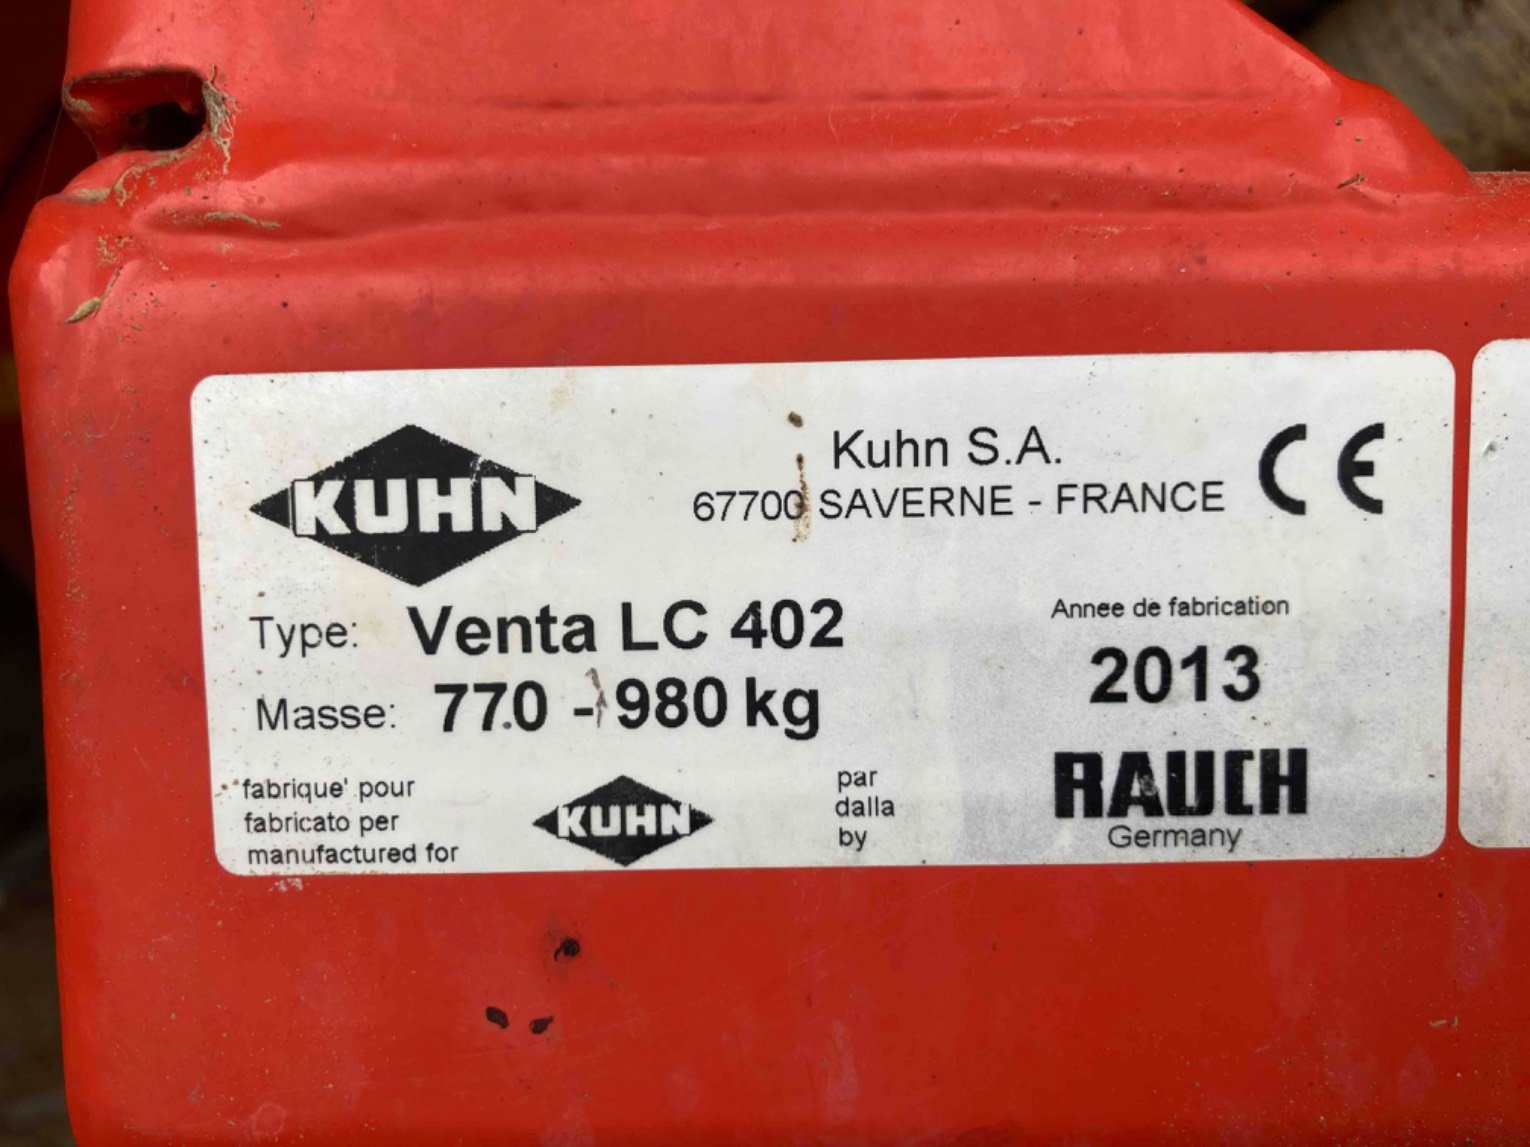 KUHN
Kuhn S.A.
67700 SAVERNE - FRANCE
CE
Type: Venta LC 402
Annee de fabrication
2013
Masse: 770 - 980 kg
fabrique' pour
fabricato per
manufactured for
KUHN
par
dalla
by
RAUCH
Germany